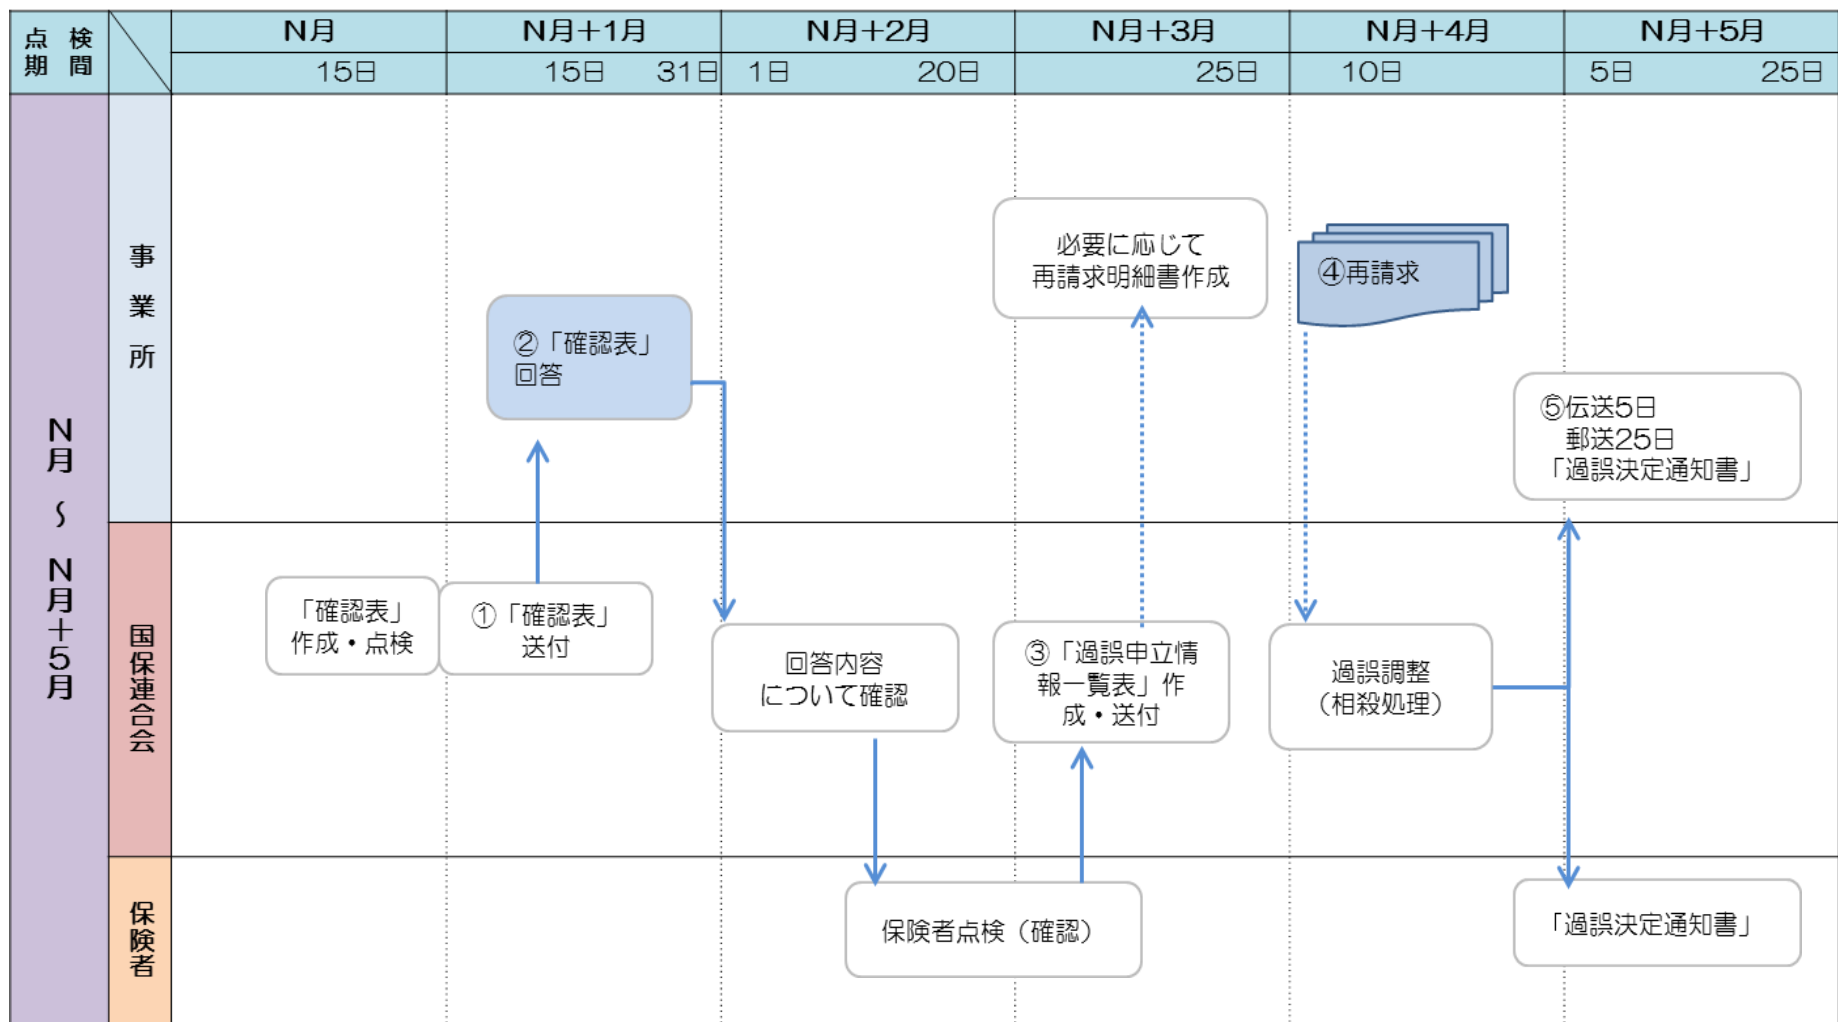 点検
期間
N月
N月＋1月
N月＋2月
N月＋3月
N月＋4月
N月＋5月
15日
15日
31日
1日
20日
25日
10日
5日
25日
N月 〜 N月＋5月
事業所
必要に応じて
再請求明細書作成
④再請求
②「確認表」
回答
⑤伝送5日
郵送25日
「過誤決定通知書」
国保連合会
「確認表」
作成・点検
①「確認表」
送付
回答内容
について確認
③「過誤申立情
報一覧表」作
成・送付
過誤調整
（相殺処理）
保険者
保険者点検（確認）
「過誤決定通知書」